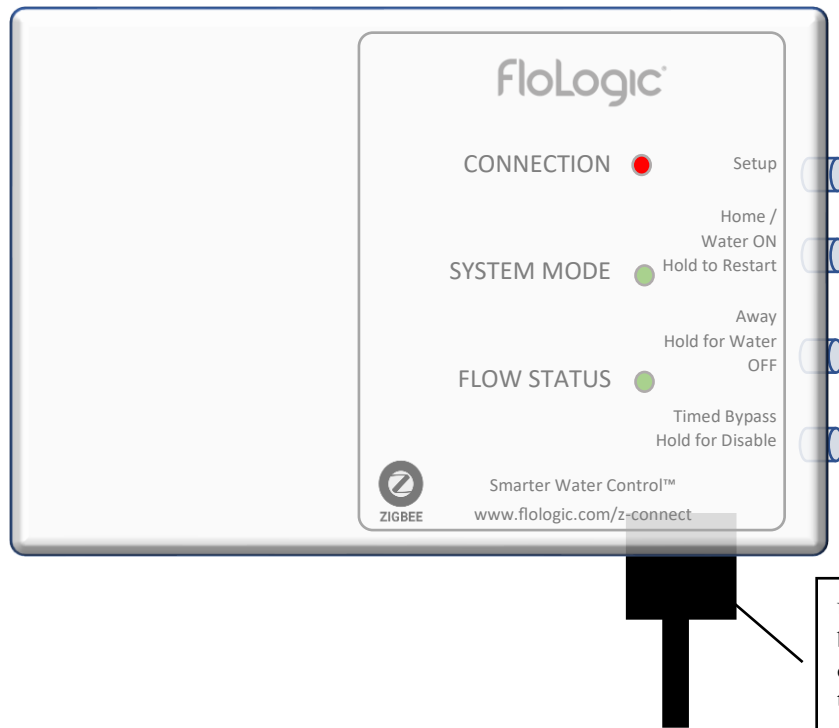 FloLogic
CONNECTION
Setup
Home /
Water ON
Hold to Restart
SYSTEM MODE
Away
Hold for Water
OFF
FLOW STATUS
Timed Bypass
Hold for Disable
Smarter Water Control™
ZIGBEE
www.flologic.com/z-connect